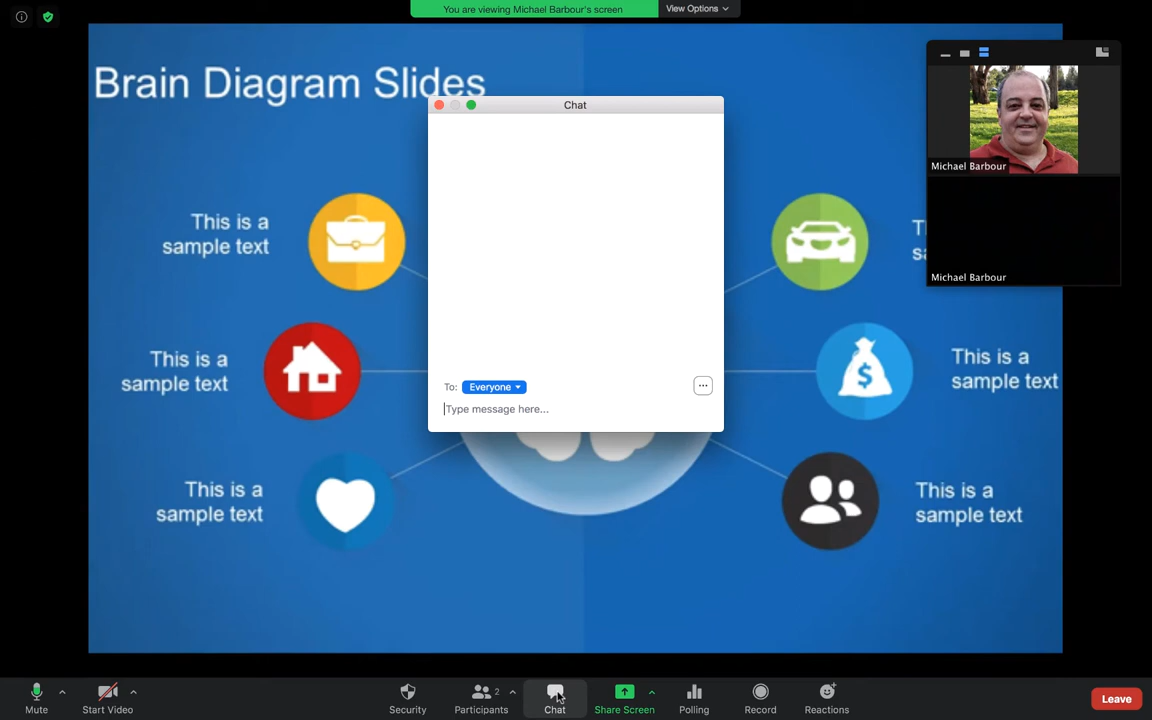 You are viewing Michael Barbour's screen
View Options
Brain Diagram Slides
Chat
Michael Barbour
Michael Barbour
This is a
sample text
This is a
sample text
This is a
sample text
This is a
sample text
This is a
sample text
To: Everyone
Type message here...
Mute
Start Video
Security
Participants
2
Chat
Share Screen
Polling
Record
Reactions
Leave